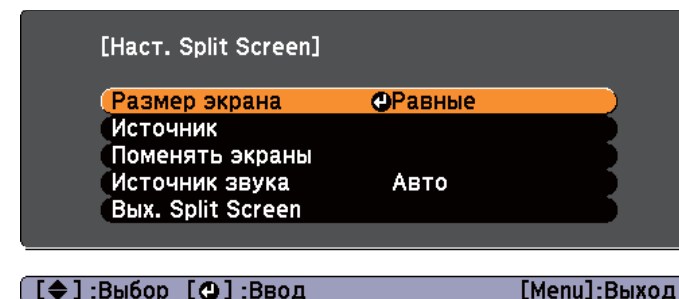 [Наст. Split Screen]
Размер экрана Равные
Источник
Поменять экраны
Источник звука Авто
Вых. Split Screen
[◆] :Выбор [⏎] :Ввод [Menu]:Выход